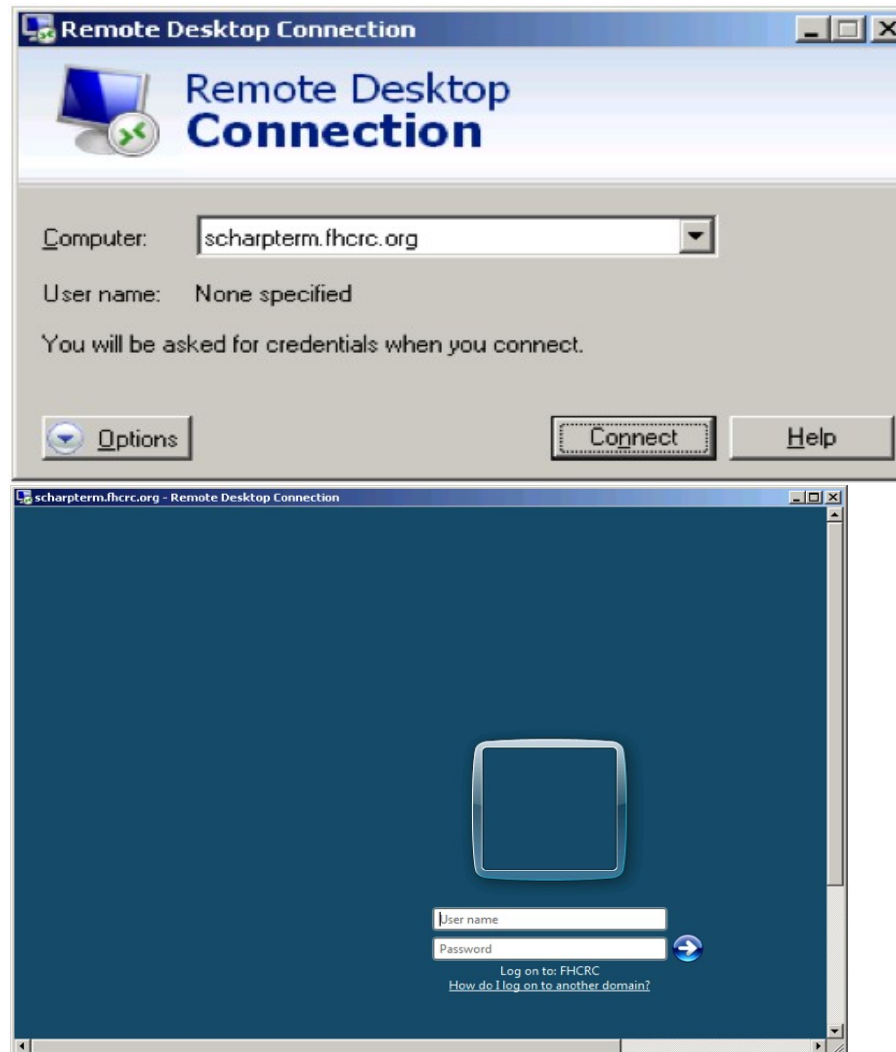 Remote Desktop Connection
Remote Desktop
Connection
Computer: scharpterm.fhcrc.org
User name: None specified
You will be asked for credentials when you connect.
Options Connect Help
scharpterm.fhcrc.org - Remote Desktop Connection
User name
Password
Log on to: FHCRC
How do I log on to another domain?